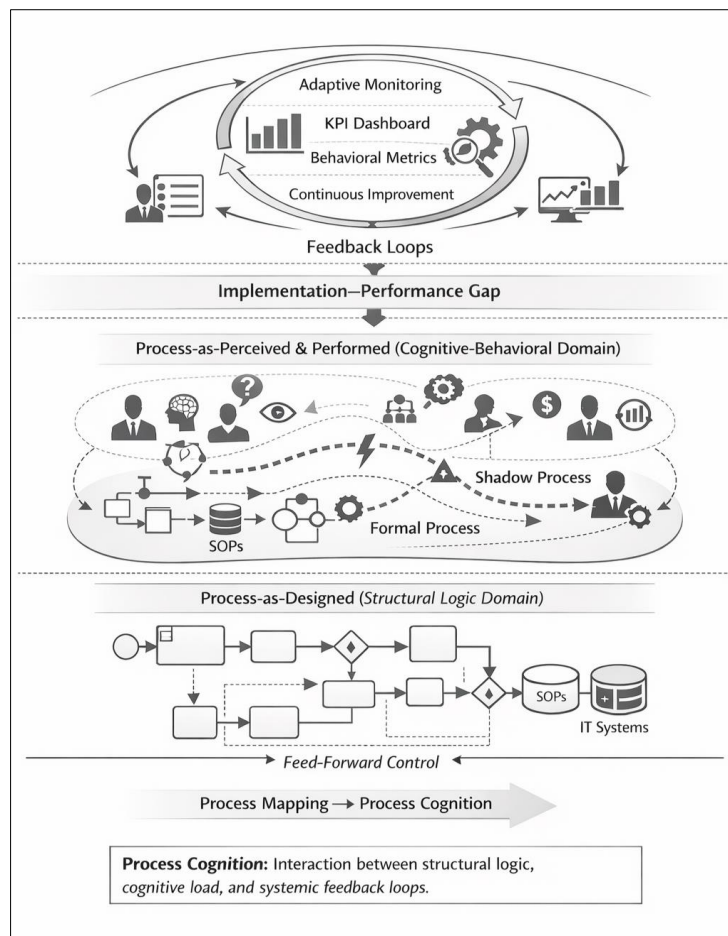 Adaptive Monitoring
KPI Dashboard
Behavioral Metrics
Continuous Improvement
Feedback Loops
Implementation—Performance Gap
Process-as-Perceived & Performed (Cognitive-Behavioral Domain)
?
$
Shadow Process
Formal Process
SOPs
Process-as-Designed (Structural Logic Domain)
SOPs
IT Systems
Feed-Forward Control
Process Mapping → Process Cognition
Process Cognition: Interaction between structural logic,
cognitive load, and systemic feedback loops.